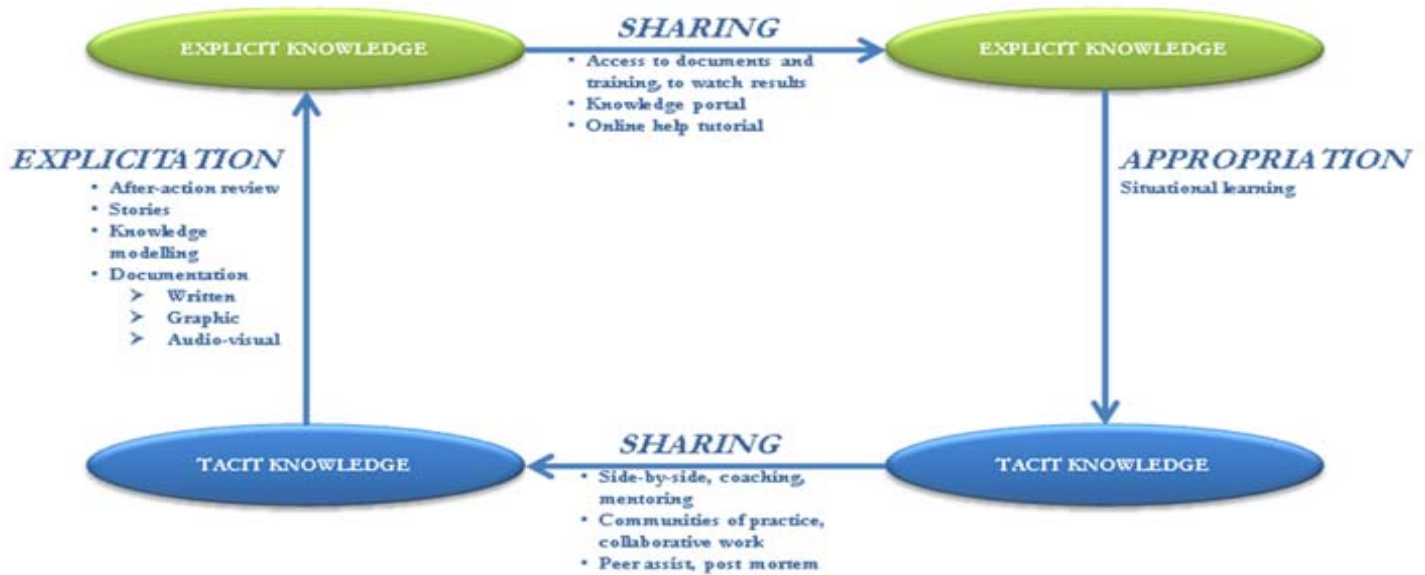 SHARING
EXPLICIT KNOWLEDGE
EXPLICIT KNOWLEDGE
• Access to documents and
training, to watch results
• Knowledge portal
• Online help tutorial
EXPLICITATION
• After-action review
• Stories
• Knowledge
modelling
• Documentation
➢ Written
➢ Graphic
➢ Audio-visual
APPROPRIATION
Situational learning
SHARING
TACIT KNOWLEDGE
TACIT KNOWLEDGE
• Side-by-side, coaching,
mentoring
• Communities of practice,
collaborative work
• Peer assist, post mortem